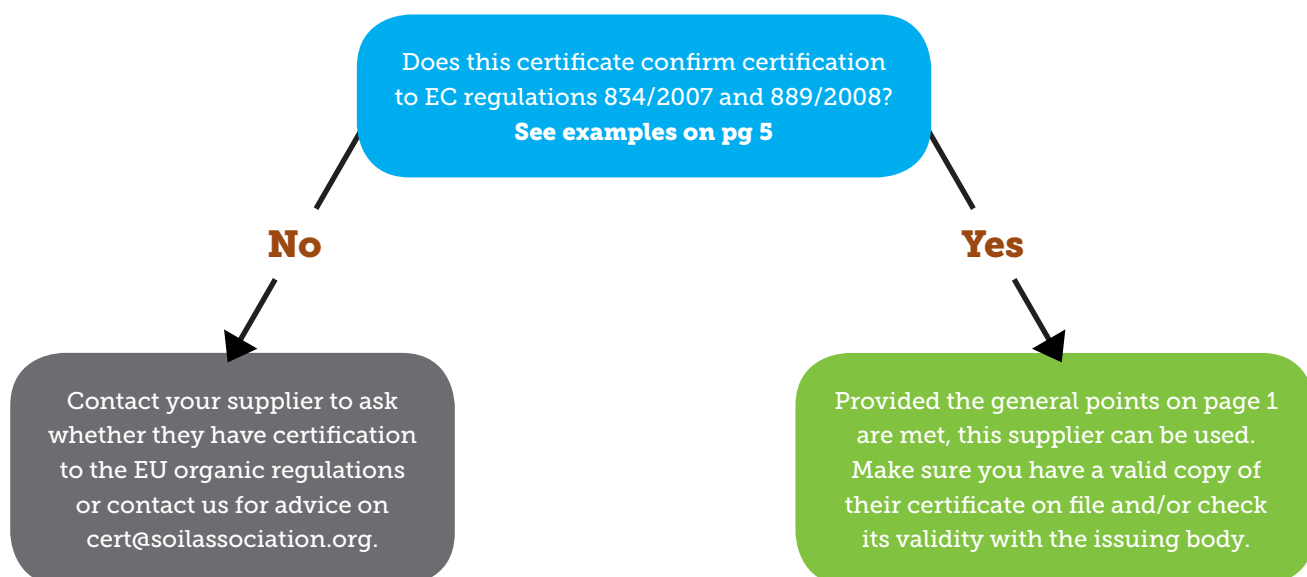 Does this certificate confirm certification
to EC regulations 834/2007 and 889/2008?
See examples on pg 5
No
Yes
Contact your supplier to ask
whether they have certification
to the EU organic regulations
or contact us for advice on
cert@soilassociation.org.
Provided the general points on page 1
are met, this supplier can be used.
Make sure you have a valid copy of
their certificate on file and/or check
its validity with the issuing body.